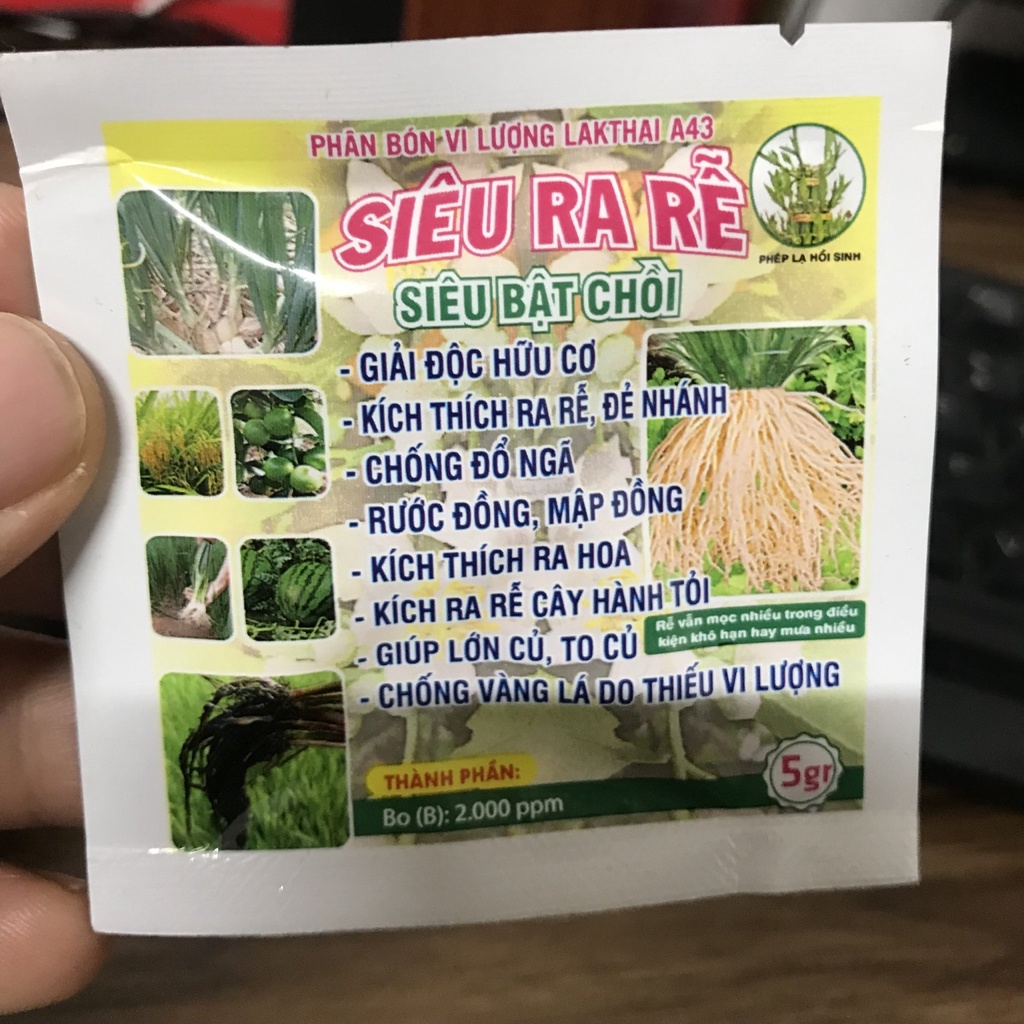 PHÂN BÓN VI LƯỢNG LAKTHAI A43
SIÊU RA RỄ
PHÉP LẠ HỒI SINH
SIÊU BẬT CHỒI
- GIẢI ĐỘC HỮU CƠ
- KÍCH THÍCH RA RỄ, ĐẺ NHÁNH
- CHỐNG ĐỔ NGÃ
- RƯỚC ĐỒNG, MẬP ĐỒNG
- KÍCH THÍCH RA HOA
- KÍCH RA RỄ CÂY HÀNH TỎI
- GIÚP LỚN CỦ, TO CỦ
- CHỐNG VÀNG LÁ DO THIẾU VI LƯỢNG
Rễ vẫn mọc nhiều trong điều
kiện khô hạn hay mưa nhiều
THÀNH PHẦN:
Bo (B): 2.000 ppm
5gr